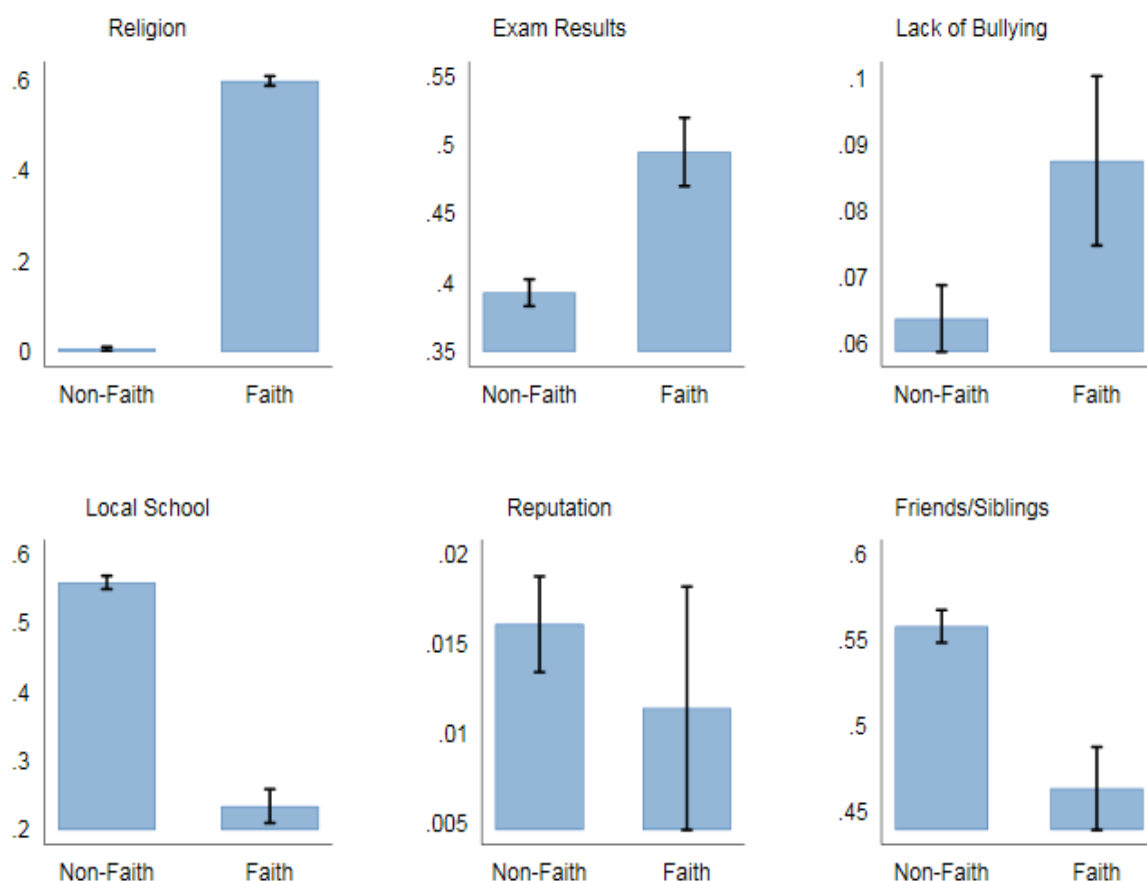 Religion
.6
.4
.2
0
Non-Faith Faith
Exam Results
.55
.5
.45
.4
.35
Non-Faith Faith
Lack of Bullying
.1
.09
.08
.07
.06
Non-Faith Faith
Local School
.6
.5
.4
.3
.2
Non-Faith Faith
Reputation
.02
.015
.01
.005
Non-Faith Faith
Friends/Siblings
.6
.55
.5
.45
Non-Faith Faith